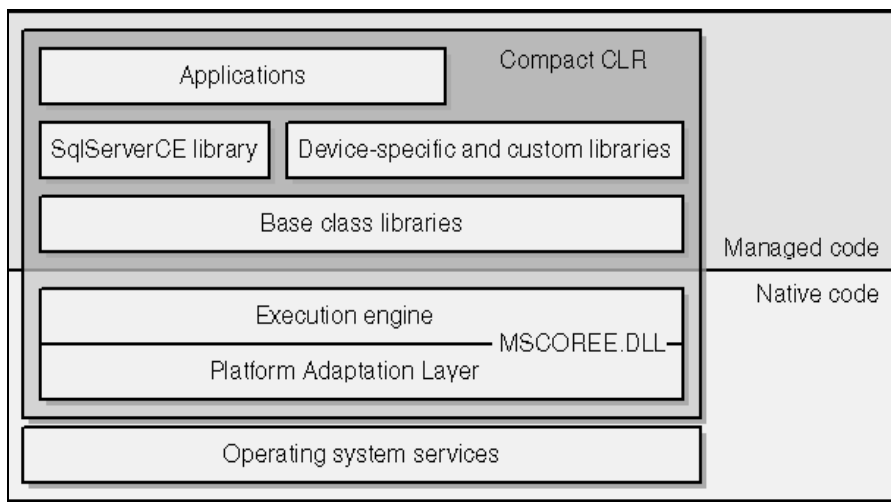 Compact CLR
Applications
SqlServerCE library
Device-specific and custom libraries
Base class libraries
Managed code
Native code
Execution engine
MSCOREE.DLL
Platform Adaptation Layer
Operating system services